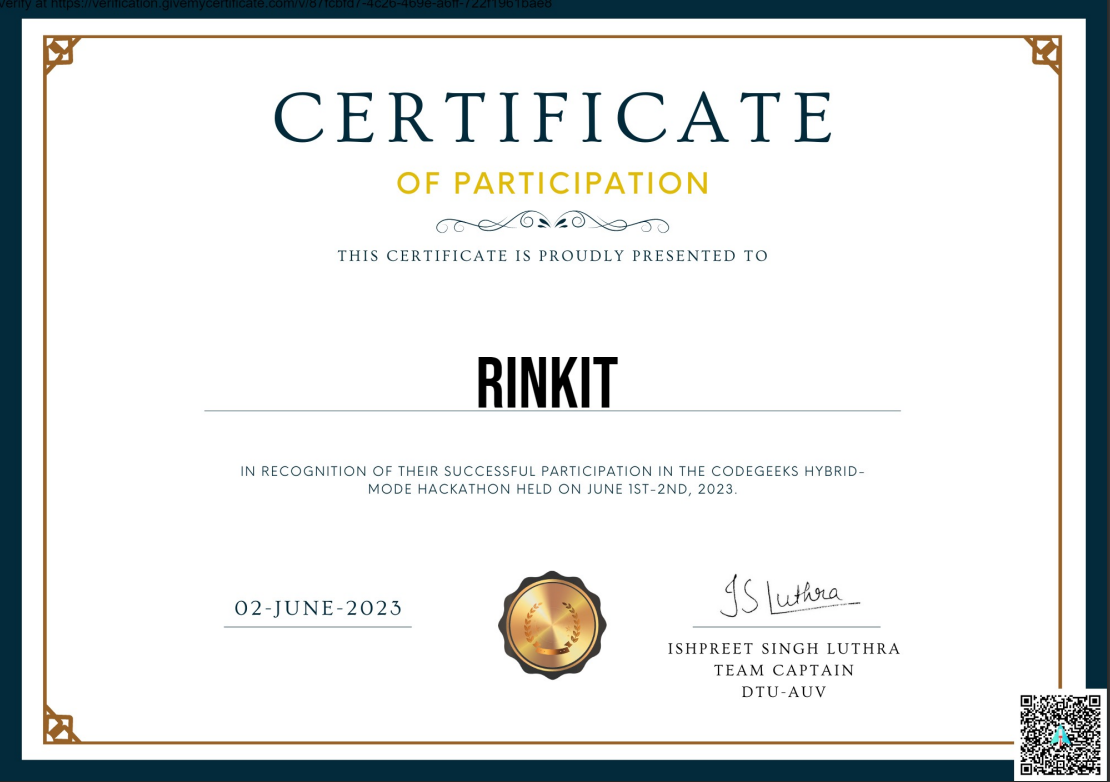 verify at https://verification.givemycertificate.com/v/87fcbfd7-4c26-469e-a6ff-722f1961bae8
CERTIFICATE
OF PARTICIPATION
THIS CERTIFICATE IS PROUDLY PRESENTED TO
RINKIT
IN RECOGNITION OF THEIR SUCCESSFUL PARTICIPATION IN THE CODEGEEKS HYBRID-
MODE HACKATHON HELD ON JUNE 1ST-2ND, 2023.
02-JUNE-2023
JS Luthra
ISHPREET SINGH LUTHRA
TEAM CAPTAIN
DTU-AUV